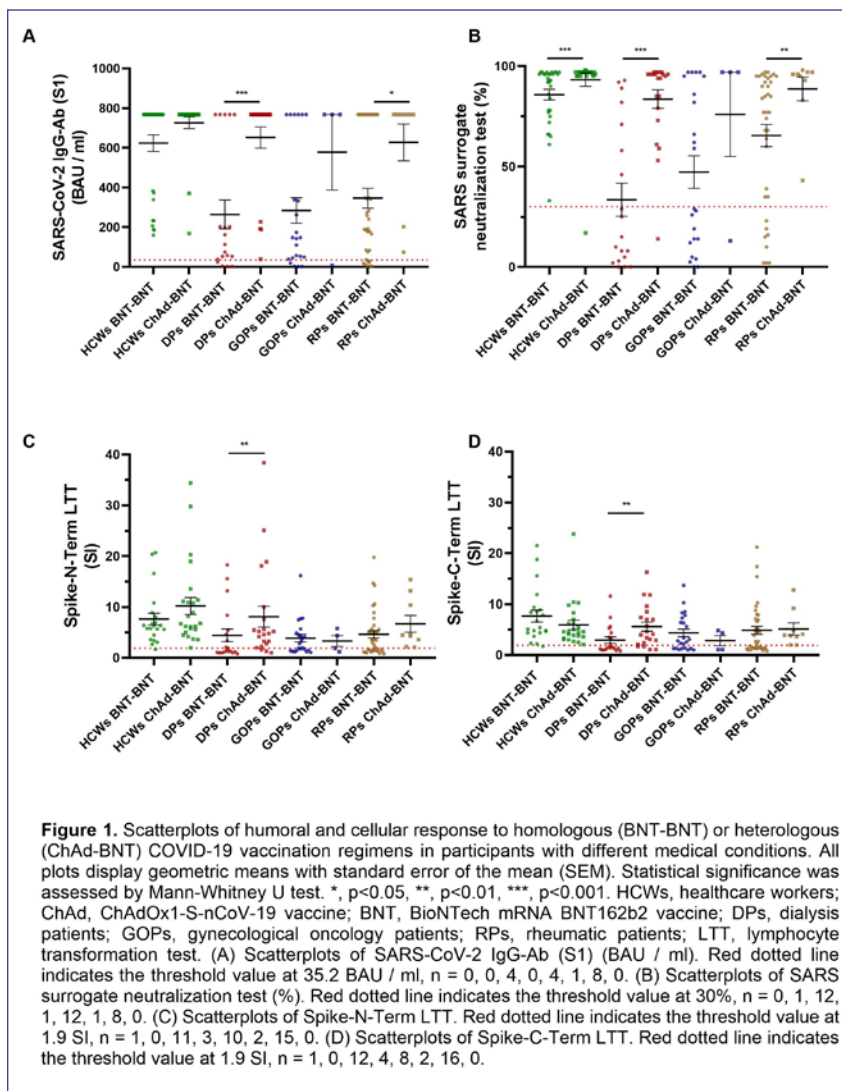 A
SARS-CoV-2 IgG-Ab (S1)
(BAU / ml)
800
600
400
200
0
***
*
HCWs BNT-BNT
HCWs ChAd-BNT
DPs BNT-BNT
DPs ChAd-BNT
GOPs BNT-BNT
GOPs ChAd-BNT
RPs BNT-BNT
RPs ChAd-BNT
B
SARS surrogate
neutralization test (%)
100
50
0
***
***
**
HCWs BNT-BNT
HCWs ChAd-BNT
DPs BNT-BNT
DPs ChAd-BNT
GOPs BNT-BNT
GOPs ChAd-BNT
RPs BNT-BNT
RPs ChAd-BNT
C
Spike-N-Term LTT
(SI)
40
30
20
10
0
**
HCWs BNT-BNT
HCWs ChAd-BNT
DPs BNT-BNT
DPs ChAd-BNT
GOPs BNT-BNT
GOPs ChAd-BNT
RPs BNT-BNT
RPs ChAd-BNT
D
Spike-C-Term LTT
(SI)
40
30
20
10
0
**
HCWs BNT-BNT
HCWs ChAd-BNT
DPs BNT-BNT
DPs ChAd-BNT
GOPs BNT-BNT
GOPs ChAd-BNT
RPs BNT-BNT
RPs ChAd-BNT
Figure 1. Scatterplots of humoral and cellular response to homologous (BNT-BNT) or heterologous
(ChAd-BNT) COVID-19 vaccination regimens in participants with different medical conditions. All
plots display geometric means with standard error of the mean (SEM). Statistical significance was
assessed by Mann-Whitney U test. *, p<0.05, **, p<0.01, ***, p<0.001. HCWs, healthcare workers;
ChAd, ChAdOx1-S-nCoV-19 vaccine; BNT, BioNTech mRNA BNT162b2 vaccine; DPs, dialysis
patients; GOPs, gynecological oncology patients; RPs, rheumatic patients; LTT, lymphocyte
transformation test. (A) Scatterplots of SARS-CoV-2 IgG-Ab (S1) (BAU / ml). Red dotted line
indicates the threshold value at 35.2 BAU / ml, n = 0, 0, 4, 0, 4, 1, 8, 0. (B) Scatterplots of SARS
surrogate neutralization test (%). Red dotted line indicates the threshold value at 30%, n = 0, 1, 12,
1, 12, 1, 8, 0. (C) Scatterplots of Spike-N-Term LTT. Red dotted line indicates the threshold value at
1.9 SI, n = 1, 0, 11, 3, 10, 2, 15, 0. (D) Scatterplots of Spike-C-Term LTT. Red dotted line indicates
the threshold value at 1.9 SI, n = 1, 0, 12, 4, 8, 2, 16, 0.